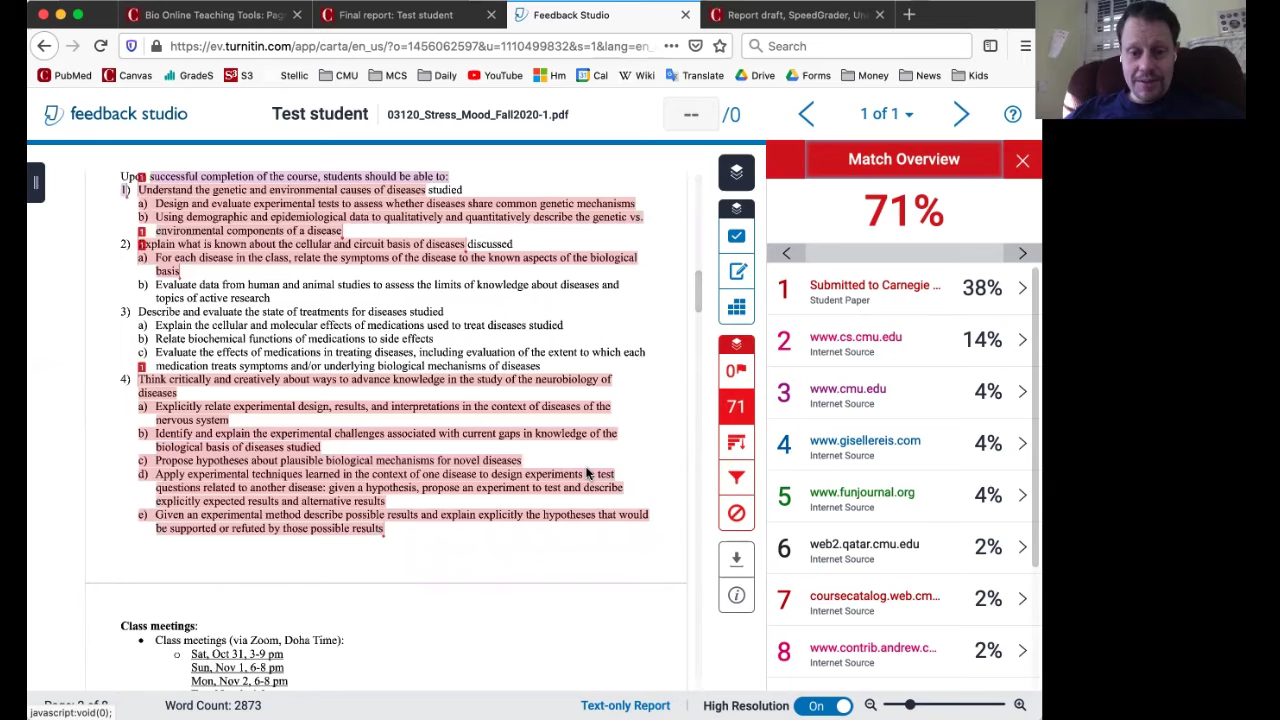 Bio Online Teaching Tools: Pag
Final report: Test student
Feedback Studio
Report draft, SpeedGrader, Uni
https://ev.turnitin.com/app/carta/en_us/?o=1456062597&u=1110499832&s=1&lang=en_
Search
PubMed
Canvas
GradeS
S3
Stellic
CMU
MCS
Daily
YouTube
Hm
Cal
Wiki
Translate
Drive
Forms
Money
News
Kids
feedback studio
Test student
03120_Stress_Mood_Fall2020-1.pdf
-- /0
1 of 1
successful completion of the course, students should be able to:
1) Understand the genetic and environmental causes of diseases studied
a) Design and evaluate experimental tests to assess whether diseases share common genetic mechanisms
b) Using demographic and epidemiological data to qualitatively and quantitatively describe the genetic vs.
environmental components of a disease
2) Explain what is known about the cellular and circuit basis of diseases discussed
a) For each disease in the class, relate the symptoms of the disease to the known aspects of the biological
basis
b) Evaluate data from human and animal studies to assess the limits of knowledge about diseases and
topics of active research
3) Describe and evaluate the state of treatments for diseases studied
a) Explain the cellular and molecular effects of medications used to treat diseases studied
b) Relate biochemical functions of medications to side effects
c) Evaluate the effects of medications in treating diseases, including evaluation of the extent to which each
medication treats symptoms and/or underlying biological mechanisms of diseases
4) Think critically and creatively about ways to advance knowledge in the study of the neurobiology of
diseases
a) Explicitly relate experimental design, results, and interpretations in the context of diseases of the
nervous system
b) Identify and explain the experimental challenges associated with current gaps in knowledge of the
biological basis of diseases studied
c) Propose hypotheses about plausible biological mechanisms for novel diseases
d) Apply experimental techniques learned in the context of one disease to design experiments to test
questions related to another disease: given a hypothesis, propose an experiment to test and describe
explicitly expected results and alternative results
e) Given an experimental method describe possible results and explain explicitly the hypotheses that would
be supported or refuted by those possible results
Class meetings:
• Class meetings (via Zoom, Doha Time):
o Sat, Oct 31, 3-9 pm
Sun, Nov 1, 6-8 pm
Mon, Nov 2, 6-8 pm
0
71
Match Overview
71%
1 Submitted to Carnegie ... 38%
Student Paper
2 www.cs.cmu.edu 14%
Internet Source
3 www.cmu.edu 4%
Internet Source
4 www.gisellereis.com 4%
Internet Source
5 www.funjournal.org 4%
Internet Source
6 web2.qatar.cmu.edu 2%
Internet Source
7 coursecatalog.web.cm... 2%
Internet Source
8 www.contrib.andrew.c... 2%
Internet Source
Word Count: 2873
Text-only Report
High Resolution
On
javascript:void(0);